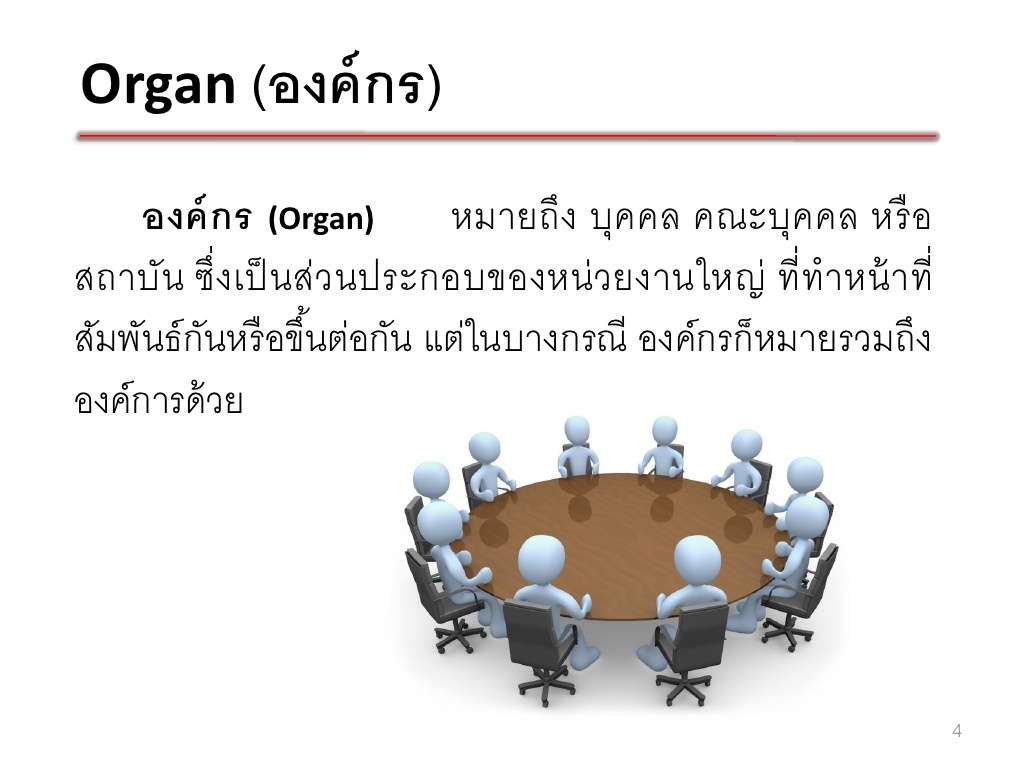 Organ (องค์กร)
องค์กร (Organ) หมายถึง บุคคล คณะบุคคล หรือ
สถาบัน ซึ่งเป็นส่วนประกอบของหน่วยงานใหญ่ ที่ทำหน้าที่
สัมพันธ์กันหรือขึ้นต่อกัน แต่ในบางกรณี องค์กรก็หมายรวมถึง
องค์การด้วย
4